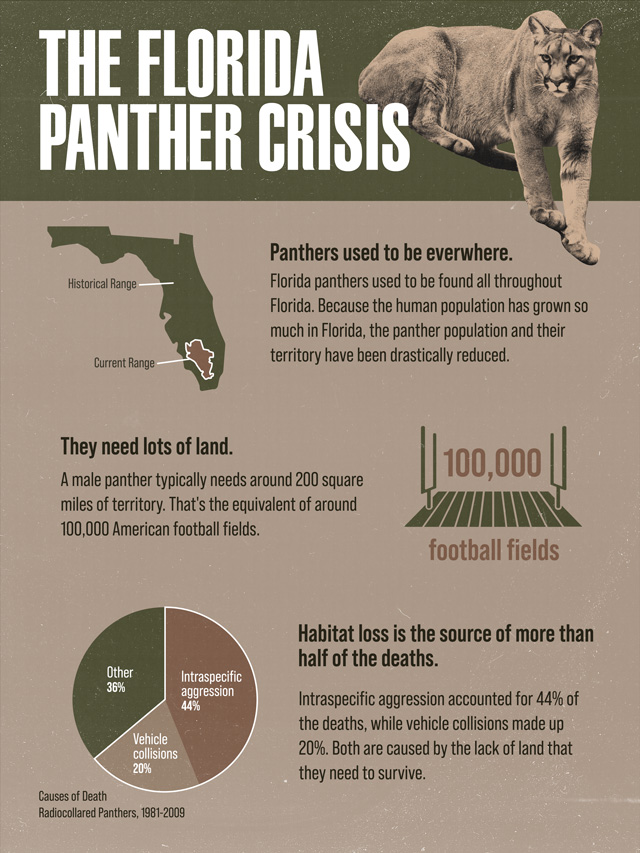 THE FLORIDA
PANTHER CRISIS
Panthers used to be everwhere.
Florida panthers used to be found all throughout
Florida. Because the human population has grown so
much in Florida, the panther population and their
territory have been drastically reduced.
Historical Range
Current Range
They need lots of land.
A male panther typically needs around 200 square
miles of territory. That's the equivalent of around
100,000 American football fields.
100,000
football fields
Habitat loss is the source of more than
half of the deaths.
Intraspecific aggression accounted for 44% of
the deaths, while vehicle collisions made up
20%. Both are caused by the lack of land that
they need to survive.
Other
36%
Intraspecific
aggression
44%
Vehicle
collisions
20%
Causes of Death
Radiocollared Panthers, 1981-2009